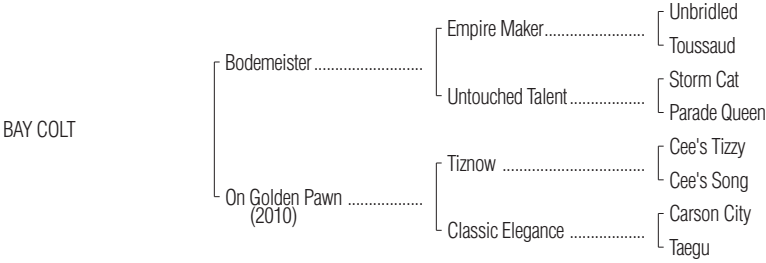 Unbridled
Empire Maker........................
Toussaud
Bodemeister..........................
Storm Cat
Untouched Talent..................
Parade Queen
BAY COLT
Cee's Tizzy
Tiznow ..................................
Cee's Song
On Golden Pawn ..................
(2010)
Carson City
Classic Elegance ..................
Taegu